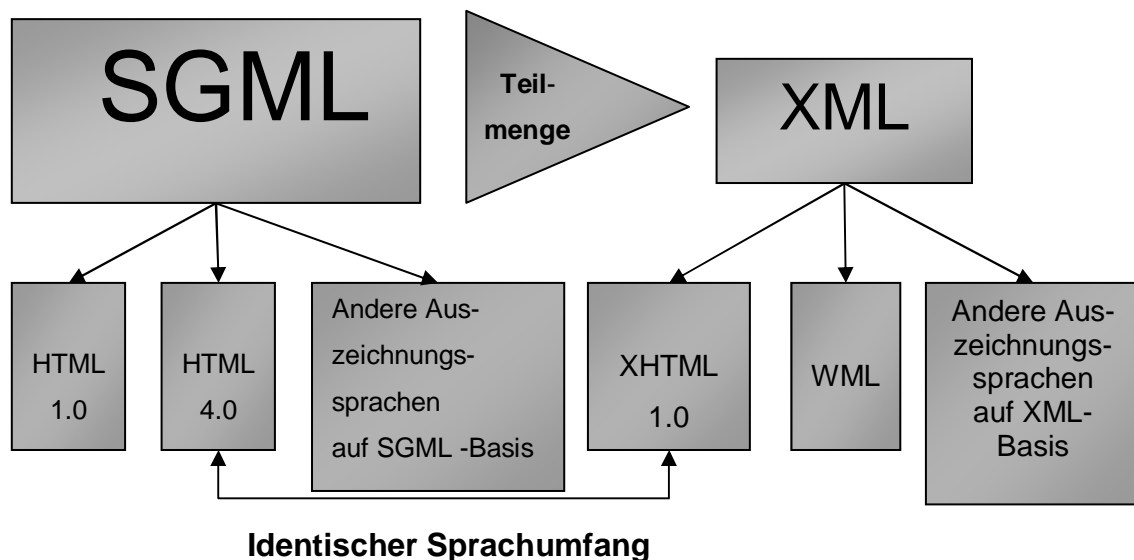 SGML
Teil-
menge
XML
HTML
1.0
HTML
4.0
Andere Aus-
zeichnungs-
sprachen
auf SGML -Basis
XHTML
1.0
WML
Andere Aus-
zeichnungs-
sprachen
auf XML-
Basis
Identischer Sprachumfang